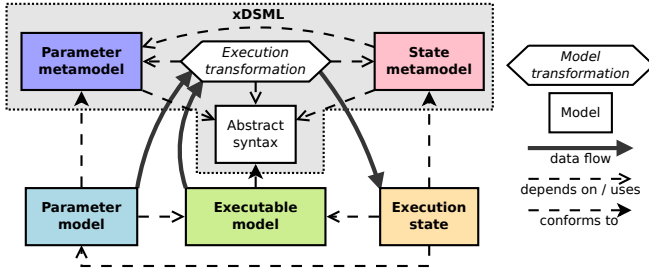 xDSML
Parameter
metamodel
Execution
transformation
State
metamodel
Abstract
syntax
Parameter
model
Executable
model
Execution
state
Model
transformation
Model
data flow
depends on / uses
conforms to